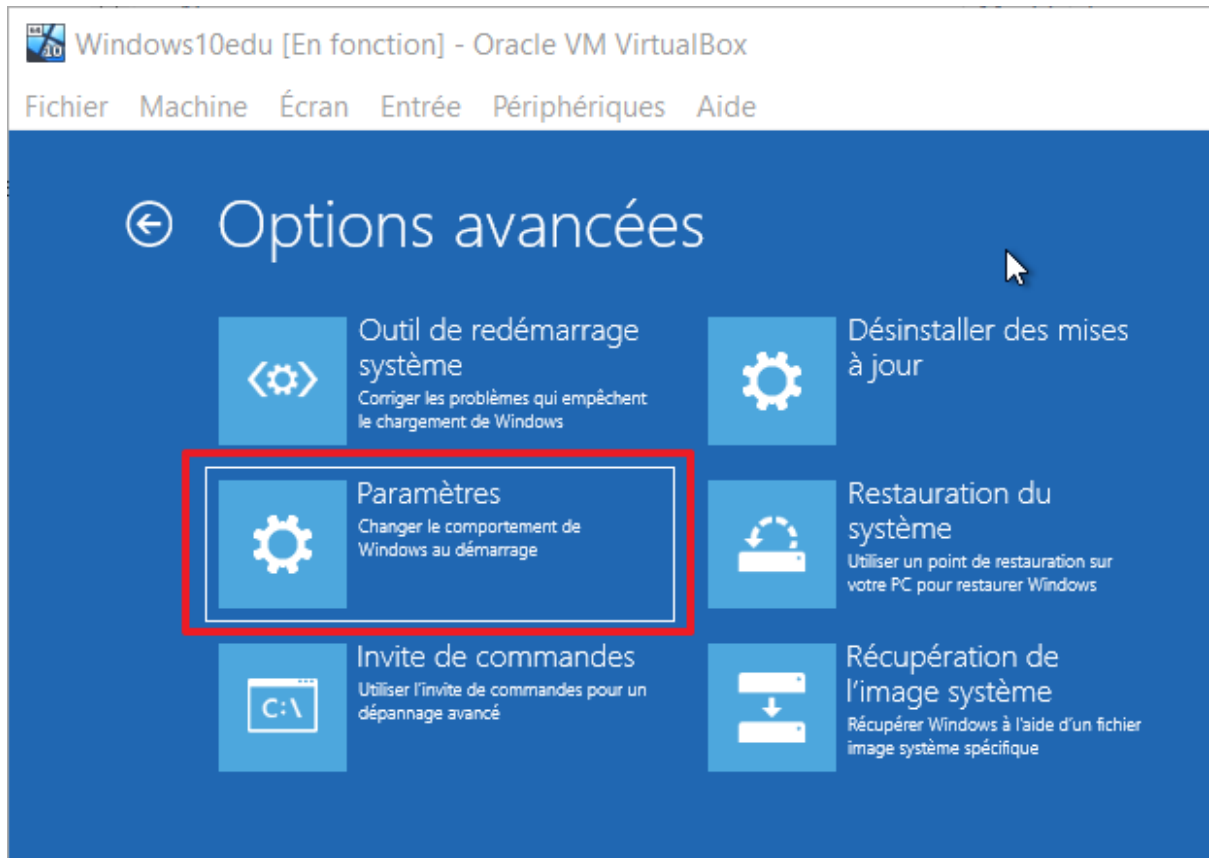 Windows10edu [En fonction] - Oracle VM VirtualBox
Fichier Machine Écran Entrée Périphériques Aide
Options avancées
Outil de redémarrage
système
Corriger les problèmes qui empêchent
le chargement de Windows
Désinstaller des mises
à jour
Paramètres
Changer le comportement de
Windows au démarrage
Restauration du
système
Utiliser un point de restauration sur
votre PC pour restaurer Windows
Invite de commandes
Utiliser l'invite de commandes pour un
dépannage avancé
C:\
Récupération de
l'image système
Récupérer Windows à l'aide d'un fichier
image système spécifique